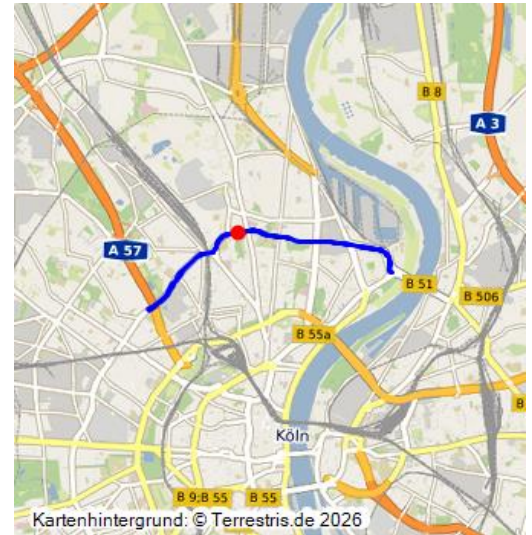 B 8
A 3
A 57
B 51
B 506
B 55a
B
Köln
B 9;B 55
B 55
Kartenhintergrund: © Terrestris.de 2026